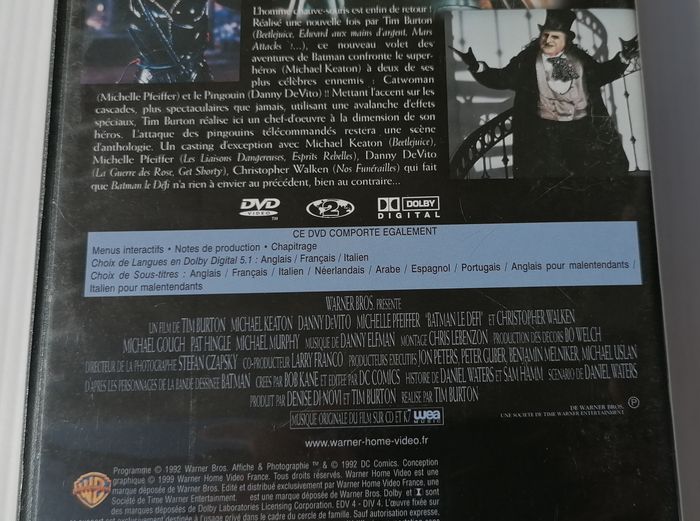 L'homme chauve-souris est enfin de retour !
Réalisé une nouvelle fois par Tim Burton
(Beetlejuice, Edward aux mains d'argent, Mars
Attacks !...), ce nouveau volet des
aventures de Batman confronte le super-
héros (Michael Keaton) à deux de ses
plus célèbres ennemis : Catwoman
(Michelle Pfeiffer) et le Pingouin (Danny DeVito) !! Mettant l'accent sur les
cascades, plus spectaculaires que jamais, utilisant une avalanche d'effets
spéciaux, Tim Burton réalise ici un chef-d'oeuvre à la dimension de son
héros. L'attaque des pingouins télécommandés restera une scène
d'anthologie. Un casting d'exception avec Michael Keaton (Beetlejuice),
Michelle Pfeiffer (Les Liaisons Dangereuses, Esprits Rebelles), Danny DeVito
(La Guerre des Rose, Get Shorty), Christopher Walken (Nos Funérailles) qui fait
que Batman le Défi n'a rien à envier au précédent, bien au contraire...
DVD VIDEO TM 2 DOLBY DIGITAL
CE DVD COMPORTE EGALEMENT
Menus interactifs • Notes de production • Chapitrage
Choix de Langues en Dolby Digital 5.1 : Anglais / Français / Italien
Choix de Sous-titres : Anglais / Français / Italien / Néerlandais / Arabe / Espagnol / Portugais / Anglais pour malentendants /
Italien pour malentendants
WARNER BROS. PRESENTE
UN FILM DE TIM BURTON MICHAEL KEATON DANNY DEVITO MICHELLE PFEIFFER "BATMAN LE DEFI" ET CHRISTOPHER WALKEN
MICHAEL GOUGH PAT HINGLE MICHAEL MURPHY MUSIQUE DE DANNY ELFMAN MONTAGE CHRIS LEBENZON PRODUCTION DES DECORS BO WELCH
DIRECTEUR DE LA PHOTOGRAPHIE STEFAN CZAPSKY CO-PRODUCTEUR LARRY FRANCO PRODUCTEURS EXECUTIFS JON PETERS, PETER GUBER, BENJAMIN MELNIKER, MICHAEL USLAN
D'APRES LES PERSONNAGES DE LA BANDE DESSINEE BATMAN CREES PAR BOB KANE ET EDITEE PAR DC COMICS HISTOIRE DE DANIEL WATERS ET SAM HAMM SCENARIO DE DANIEL WATERS
PRODUIT PAR DENISE DI NOVI ET TIM BURTON REALISE PAR TIM BURTON
DE WARNER BROS.
UNE SOCIETE DE TIME WARNER ENTERTAINMENT
MUSIQUE ORIGINALE DU FILM SUR CD ET K7 wea MUSIC
www.warner-home-video.fr
WB
Programme © 1992 Warner Bros. Affiche & Photographie ™ & © 1992 DC Comics. Conception
graphique © 1999 Warner Home Video France. Tous droits réservés. Warner Home Video est une
marque déposée de Warner Bros. Edité et distribué exclusivement par Warner Home Video France, une
Société de Time Warner Entertainment. est une marque déposée de Warner Bros. Dolby et sont
des marques déposées de Dolby Laboratories Licensing Corporation. EDV 4 - DIV 4. L'œuvre fixée sur
est exclusivement destinée à l'usage privé dans le cadre du cercle de famille. Sauf autorisation expresse,